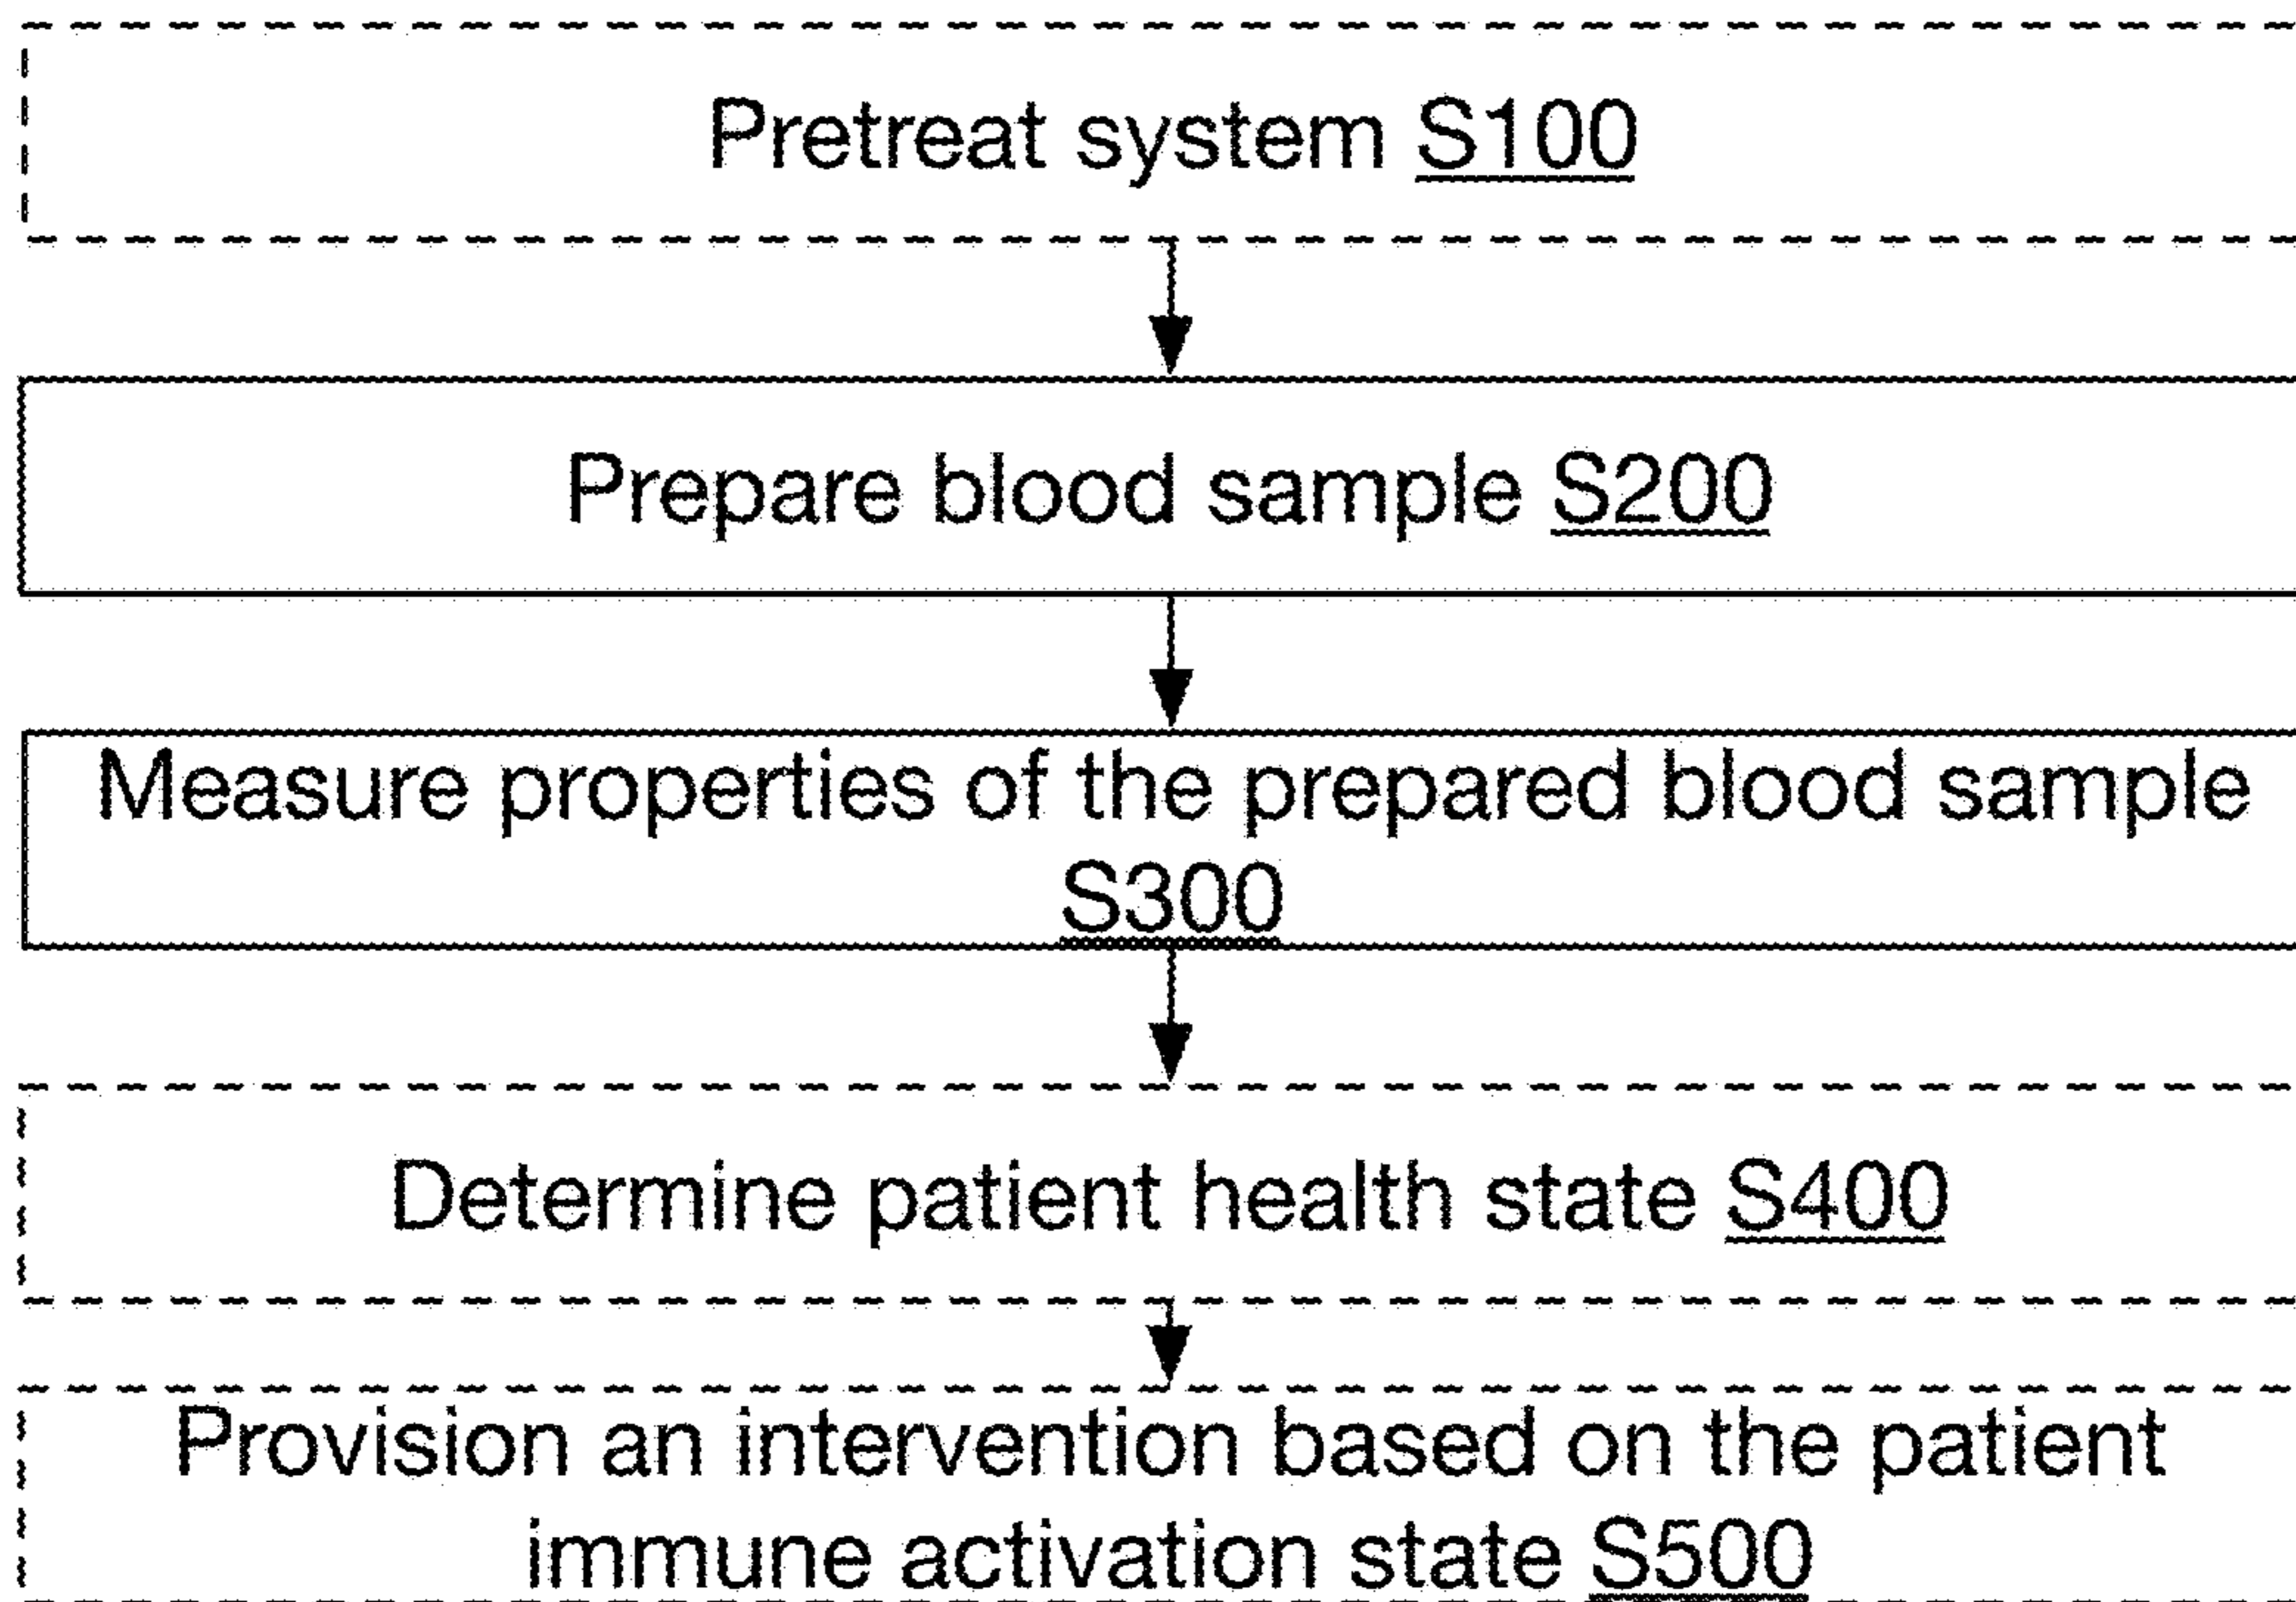 Pretreat system S100
Prepare blood sample S200
Measure properties of the prepared blood sample
S300
Determine patient health state S400
Provision an intervention based on the patient
immune activation state S500